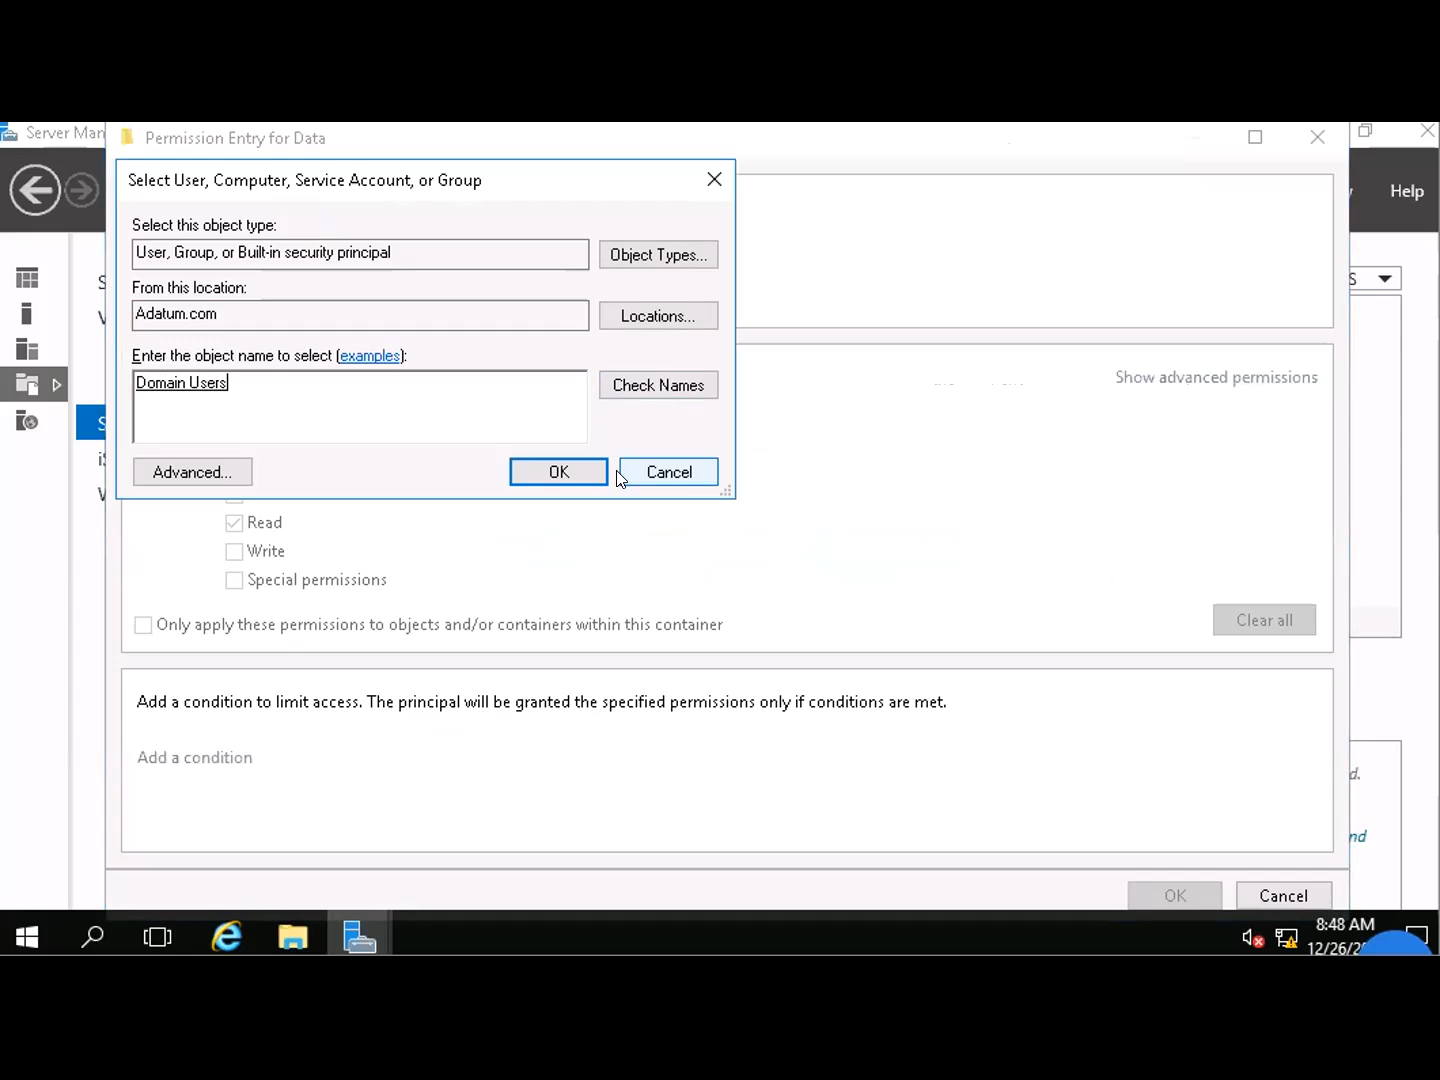 Server Man
Permission Entry for Data
Select User, Computer, Service Account, or Group
Help
Select this object type:
User, Group, or Built-in security principal
Object Types...
From this location:
Adatum.com
Locations...
Enter the object name to select (examples):
Domain Users
Check Names
Show advanced permissions
Advanced...
OK
Cancel
Read
Write
Special permissions
Only apply these permissions to objects and/or containers within this container
Clear all
Add a condition to limit access. The principal will be granted the specified permissions only if conditions are met.
Add a condition
OK
Cancel
8:48 AM